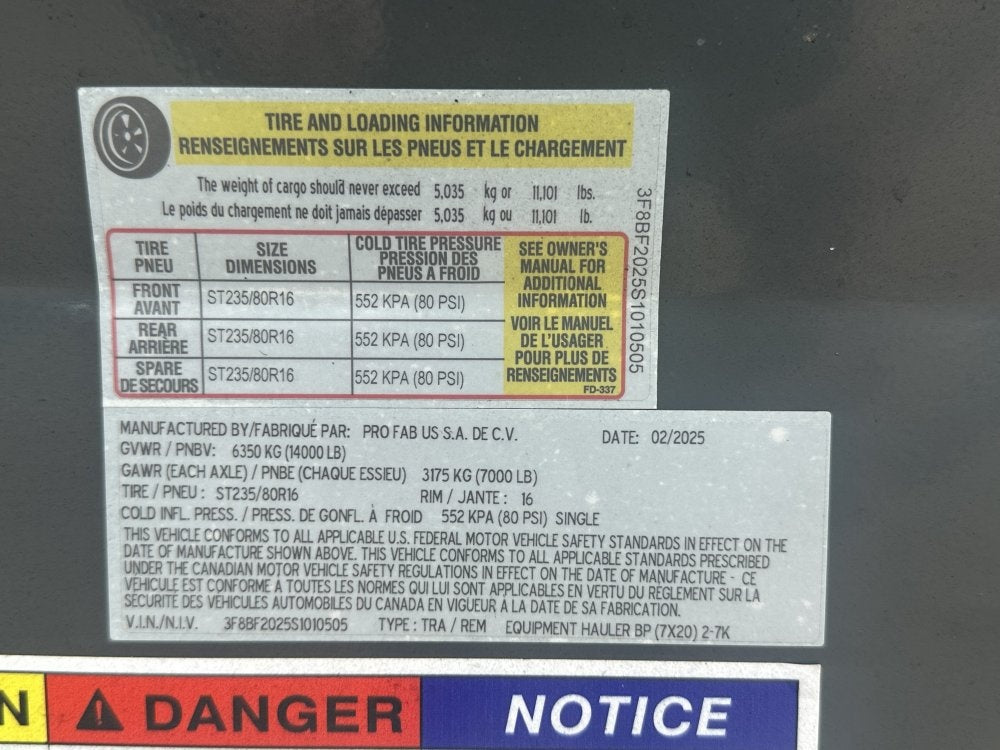 TIRE AND LOADING INFORMATION
RENSEIGNEMENTS SUR LES PNEUS ET LE CHARGEMENT
The weight of cargo should never exceed 5,035 kg or 11,101 lbs.
Le poids du chargement ne doit jamais dépasser 5,035 kg ou 11,101 lb.
TIRE
PNEU
SIZE
DIMENSIONS
COLD TIRE PRESSURE
PRESSION DES
PNEUS A FROID
FRONT
AVANT
ST235/80R16
552 KPA (80 PSI)
REAR
ARRIÈRE
ST235/80R16
552 KPA (80 PSI)
SPARE
DE SECOURS
ST235/80R16
552 KPA (80 PSI)
SEE OWNER'S
MANUAL FOR
ADDITIONAL
INFORMATION
VOIR LE MANUEL
DE L'USAGER
POUR PLUS DE
RENSEIGNEMENTS
FD-337
3F8BF2025S1010505
MANUFACTURED BY/FABRIQUÉ PAR: PRO FAB US S.A. DE C.V. DATE: 02/2025
GVWR / PNBV: 6350 KG (14000 LB)
GAWR (EACH AXLE) / PNBE (CHAQUE ESSIEU) 3175 KG (7000 LB)
TIRE / PNEU : ST235/80R16 RIM / JANTE : 16
COLD INFL. PRESS. / PRESS. DE GONFL. À FROID 552 KPA (80 PSI) SINGLE
THIS VEHICLE CONFORMS TO ALL APPLICABLE U.S. FEDERAL MOTOR VEHICLE SAFETY STANDARDS IN EFFECT ON THE
DATE OF MANUFACTURE SHOWN ABOVE. THIS VEHICLE CONFORMS TO ALL APPLICABLE STANDARDS PRESCRIBED
UNDER THE CANADIAN MOTOR VEHICLE SAFETY REGULATIONS IN EFFECT ON THE DATE OF MANUFACTURE - CE
VÉHICULE EST CONFORME A TOUTES LES NORMES QUI LUI SONT APPLICABLES EN VERTU DU RÈGLEMENT SUR LA
SÉCURITÉ DES VÉHICULES AUTOMOBILES DU CANADA EN VIGUEUR A LA DATE DE SA FABRICATION.
V.I.N./N.I.V. 3F8BF2025S1010505 TYPE : TRA / REM EQUIPMENT HAULER BP (7X20) 2-7K
N
DANGER
NOTICE